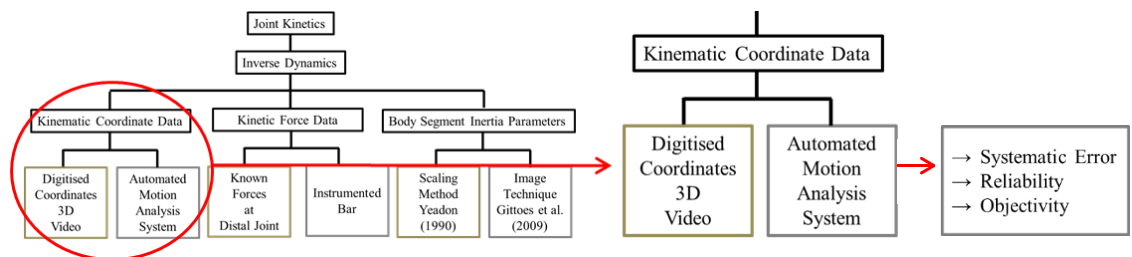 Joint Kinetics
Inverse Dynamics
Kinematic Coordinate Data
Kinetic Force Data
Body Segment Inertia Parameters
Digitised
Coordinates
3D
Video
Automated
Motion
Analysis
System
Known
Forces
at
Distal Joint
Instrumented
Bar
Scaling
Method
Yeadon
(1990)
Image
Technique
Gittoes et al.
(2009)
Kinematic Coordinate Data
Digitised
Coordinates
3D
Video
Automated
Motion
Analysis
System
→ Systematic Error
→ Reliability
→ Objectivity